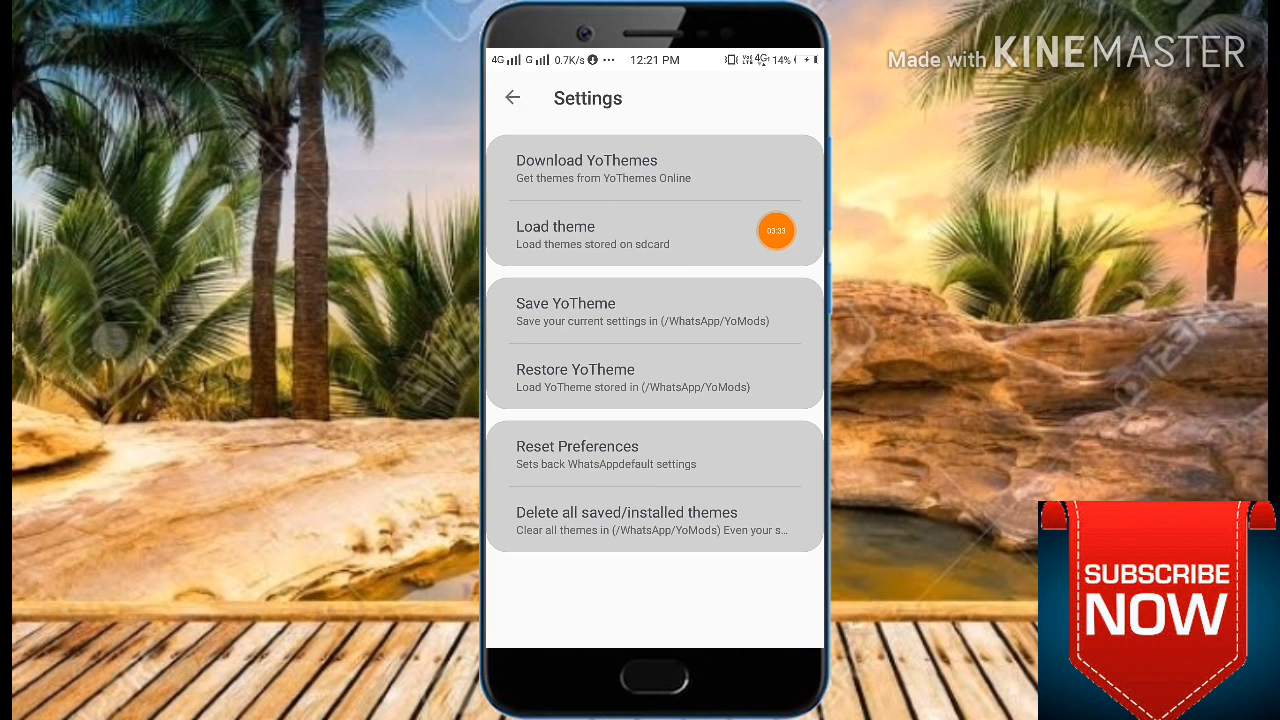 Made with KINEMASTER
4G G 0.7K/s 12:21 PM 4G 14%
Settings
Download YoThemes
Get themes from YoThemes Online
Load theme
Load themes stored on sdcard
03:33
Save YoTheme
Save your current settings in (/WhatsApp/YoMods)
Restore YoTheme
Load YoTheme stored in (/WhatsApp/YoMods)
Reset Preferences
Sets back WhatsAppdefault settings
Delete all saved/installed themes
Clear all themes in (/WhatsApp/YoMods) Even your s...
SUBSCRIBE
NOW